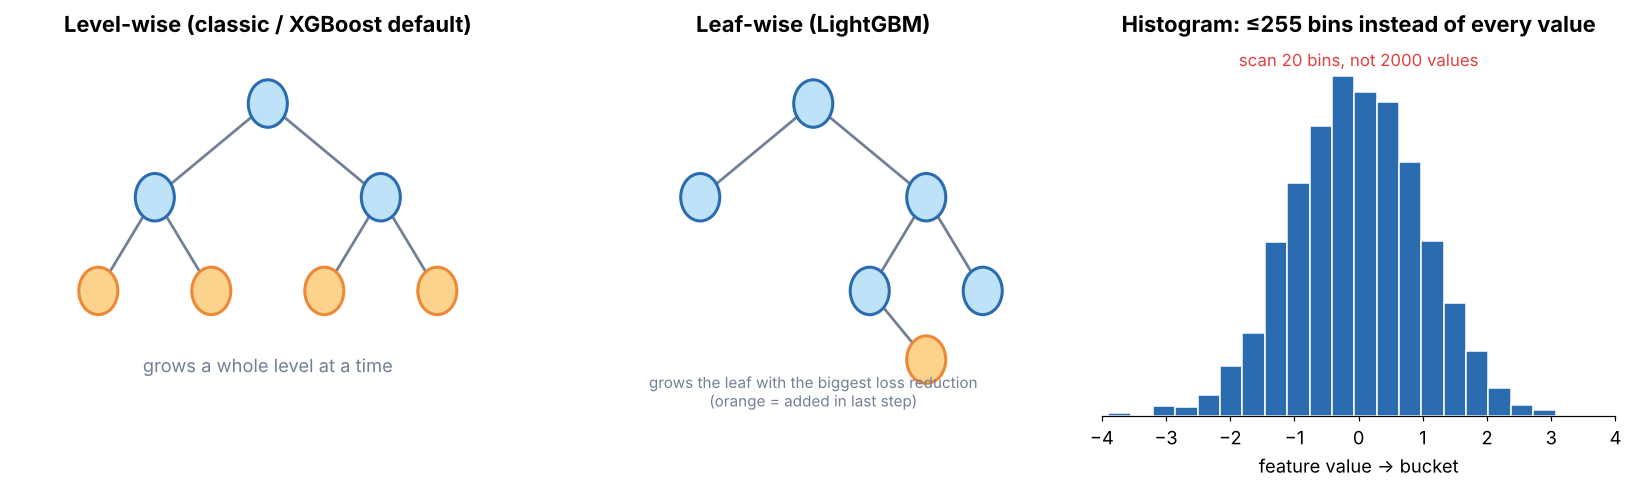 Level-wise (classic / XGBoost default)
grows a whole level at a time
Leaf-wise (LightGBM)
grows the leaf with the biggest loss reduction
(orange = added in last step)
Histogram: ≤255 bins instead of every value
scan 20 bins, not 2000 values
−4 −3 −2 −1 0 1 2 3 4
feature value → bucket